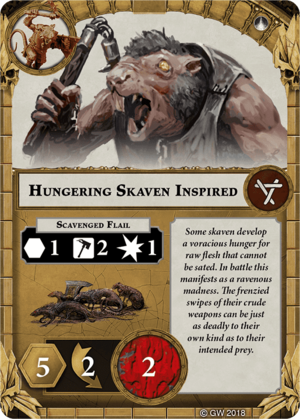 Hungering Skaven Inspired
Scavenged Flail
1 2 1
Some skaven develop
a voracious hunger for
raw flesh that cannot
be sated. In battle this
manifests as a ravenous
madness. The frenzied
swipes of their crude
weapons can be just
as deadly to their
own kind as to their
intended prey.
5 2 2
© GW 2018